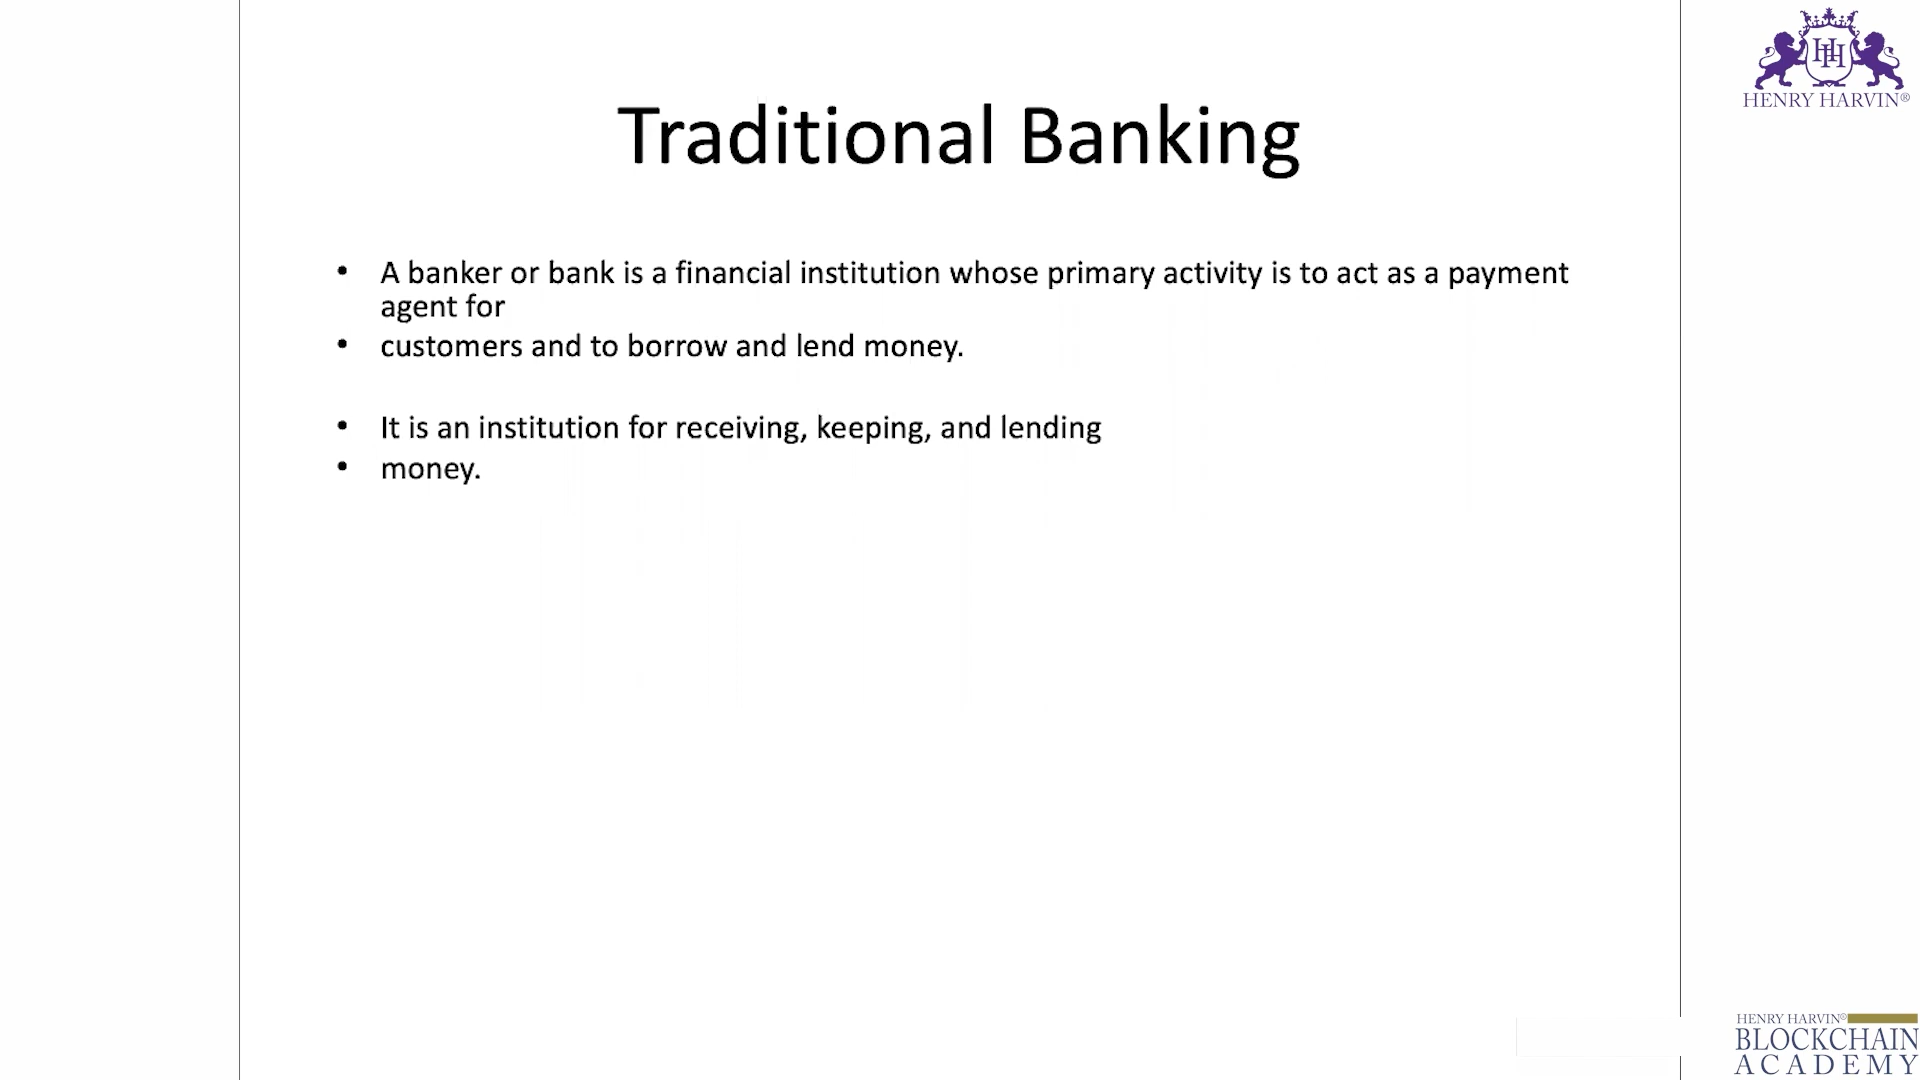 HENRY HARVIN®
Traditional Banking
• A banker or bank is a financial institution whose primary activity is to act as a payment
agent for
• customers and to borrow and lend money.
• It is an institution for receiving, keeping, and lending
• money.
HENRY HARVIN®
BLOCKCHAIN
ACADEMY